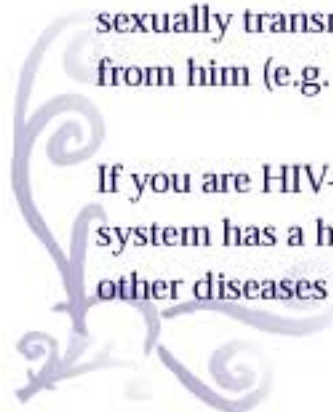 sexually transm
from him (e.g.
If you are HIV-
system has a h
other diseases